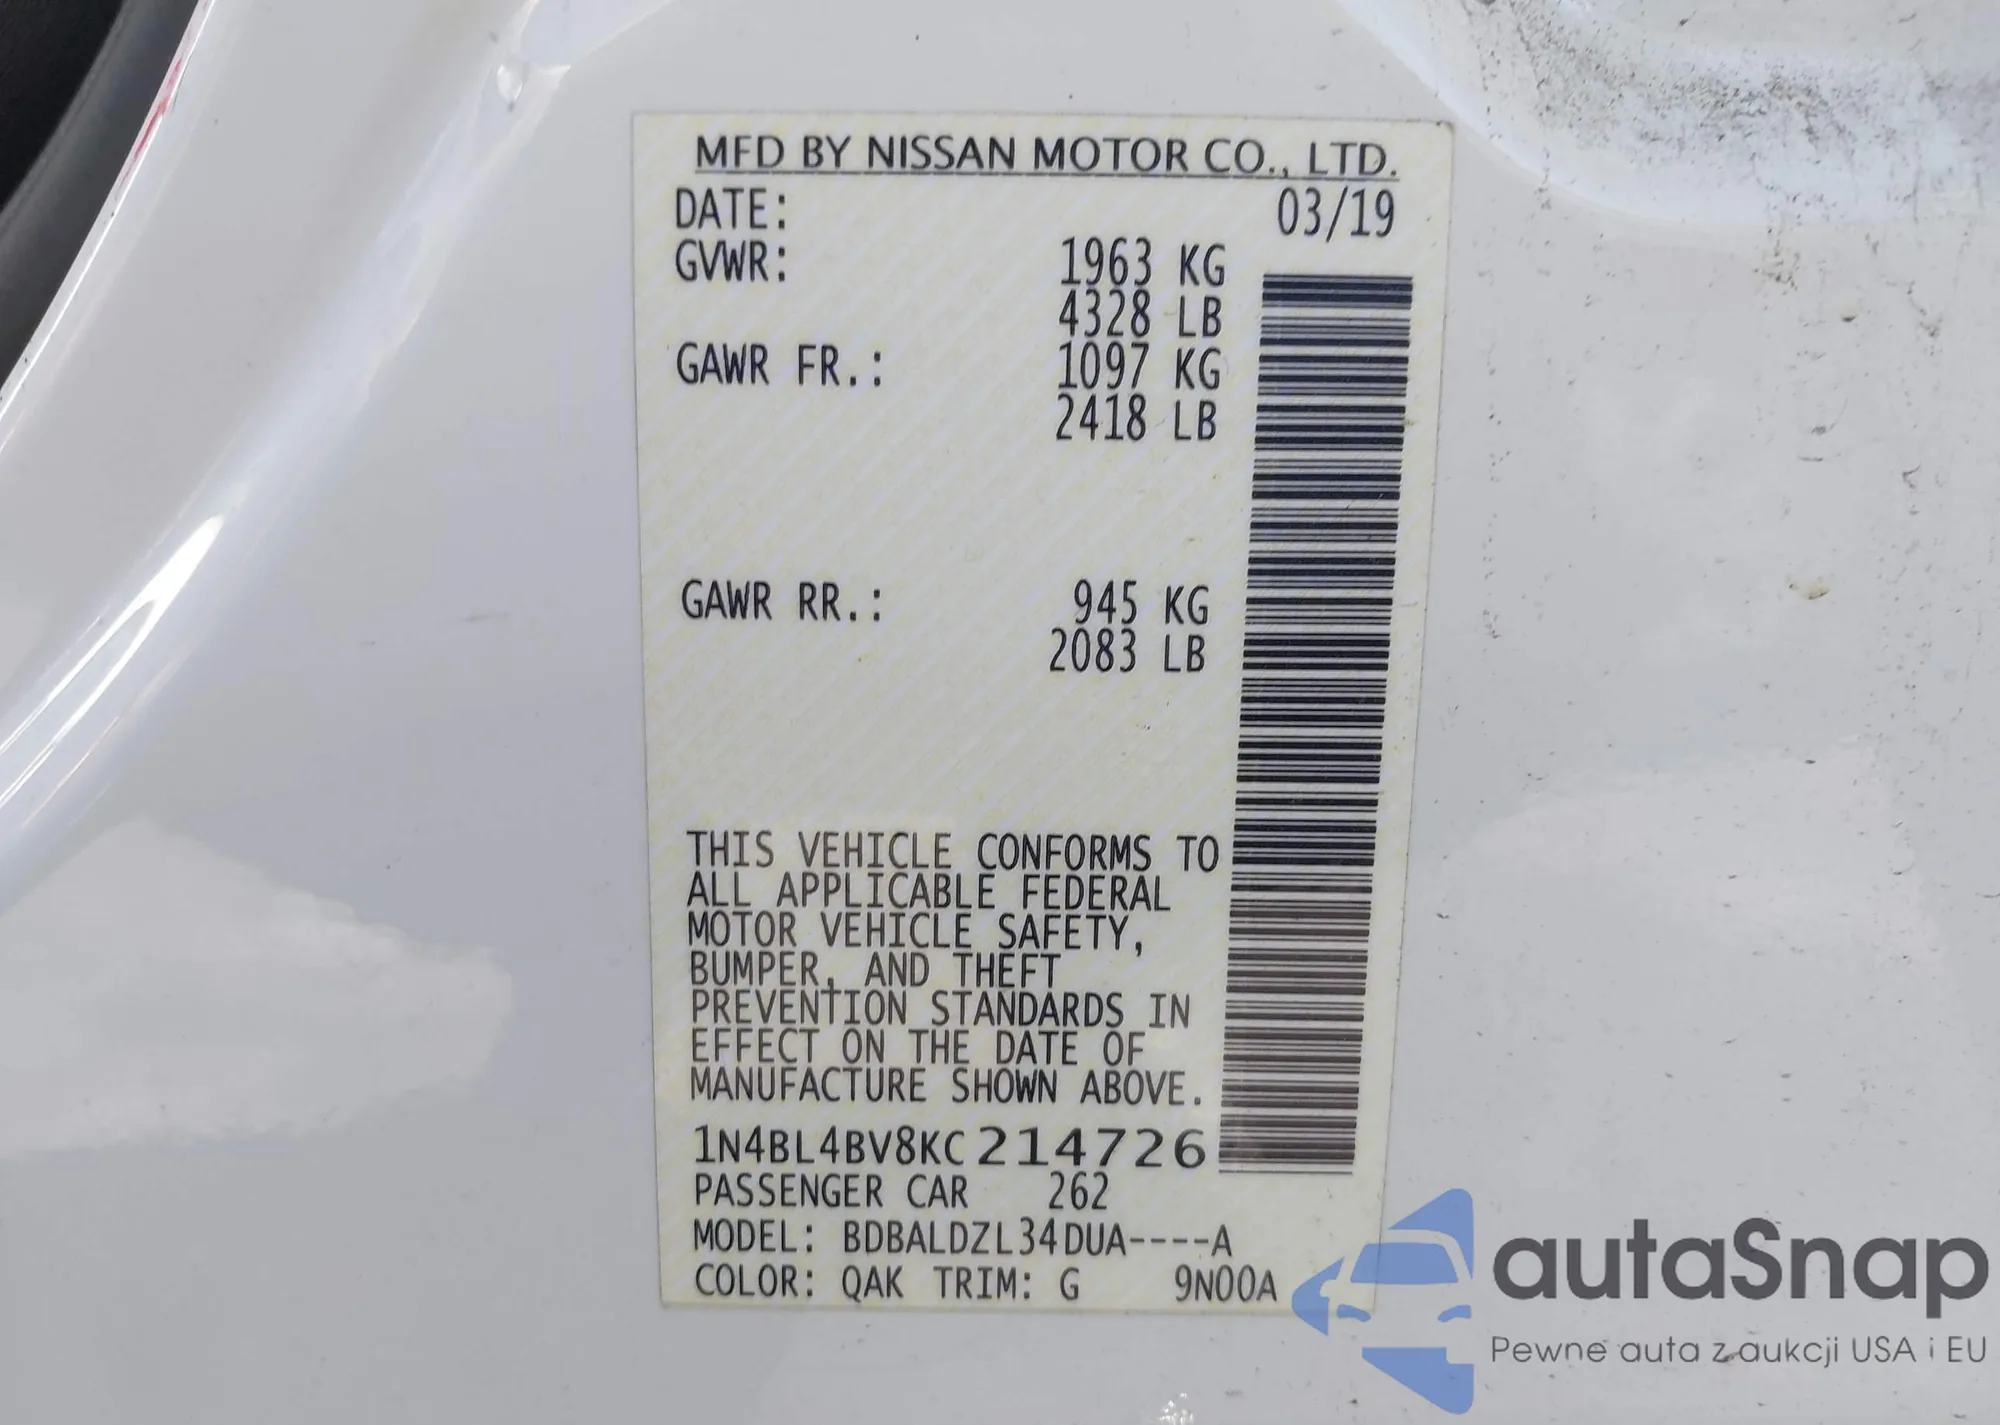 MFD BY NISSAN MOTOR CO., LTD.
DATE: 03/19
GVWR: 1963 KG
4328 LB
GAWR FR.: 1097 KG
2418 LB
GAWR RR.: 945 KG
2083 LB
THIS VEHICLE CONFORMS TO
ALL APPLICABLE FEDERAL
MOTOR VEHICLE SAFETY,
BUMPER, AND THEFT
PREVENTION STANDARDS IN
EFFECT ON THE DATE OF
MANUFACTURE SHOWN ABOVE.
1N4BL4BV8KC214726
PASSENGER CAR 262
MODEL: BDBALDZL34DUA----A
COLOR: QAK TRIM: G 9N00A
autaSnap
Pewne auta z aukcji USA i EU